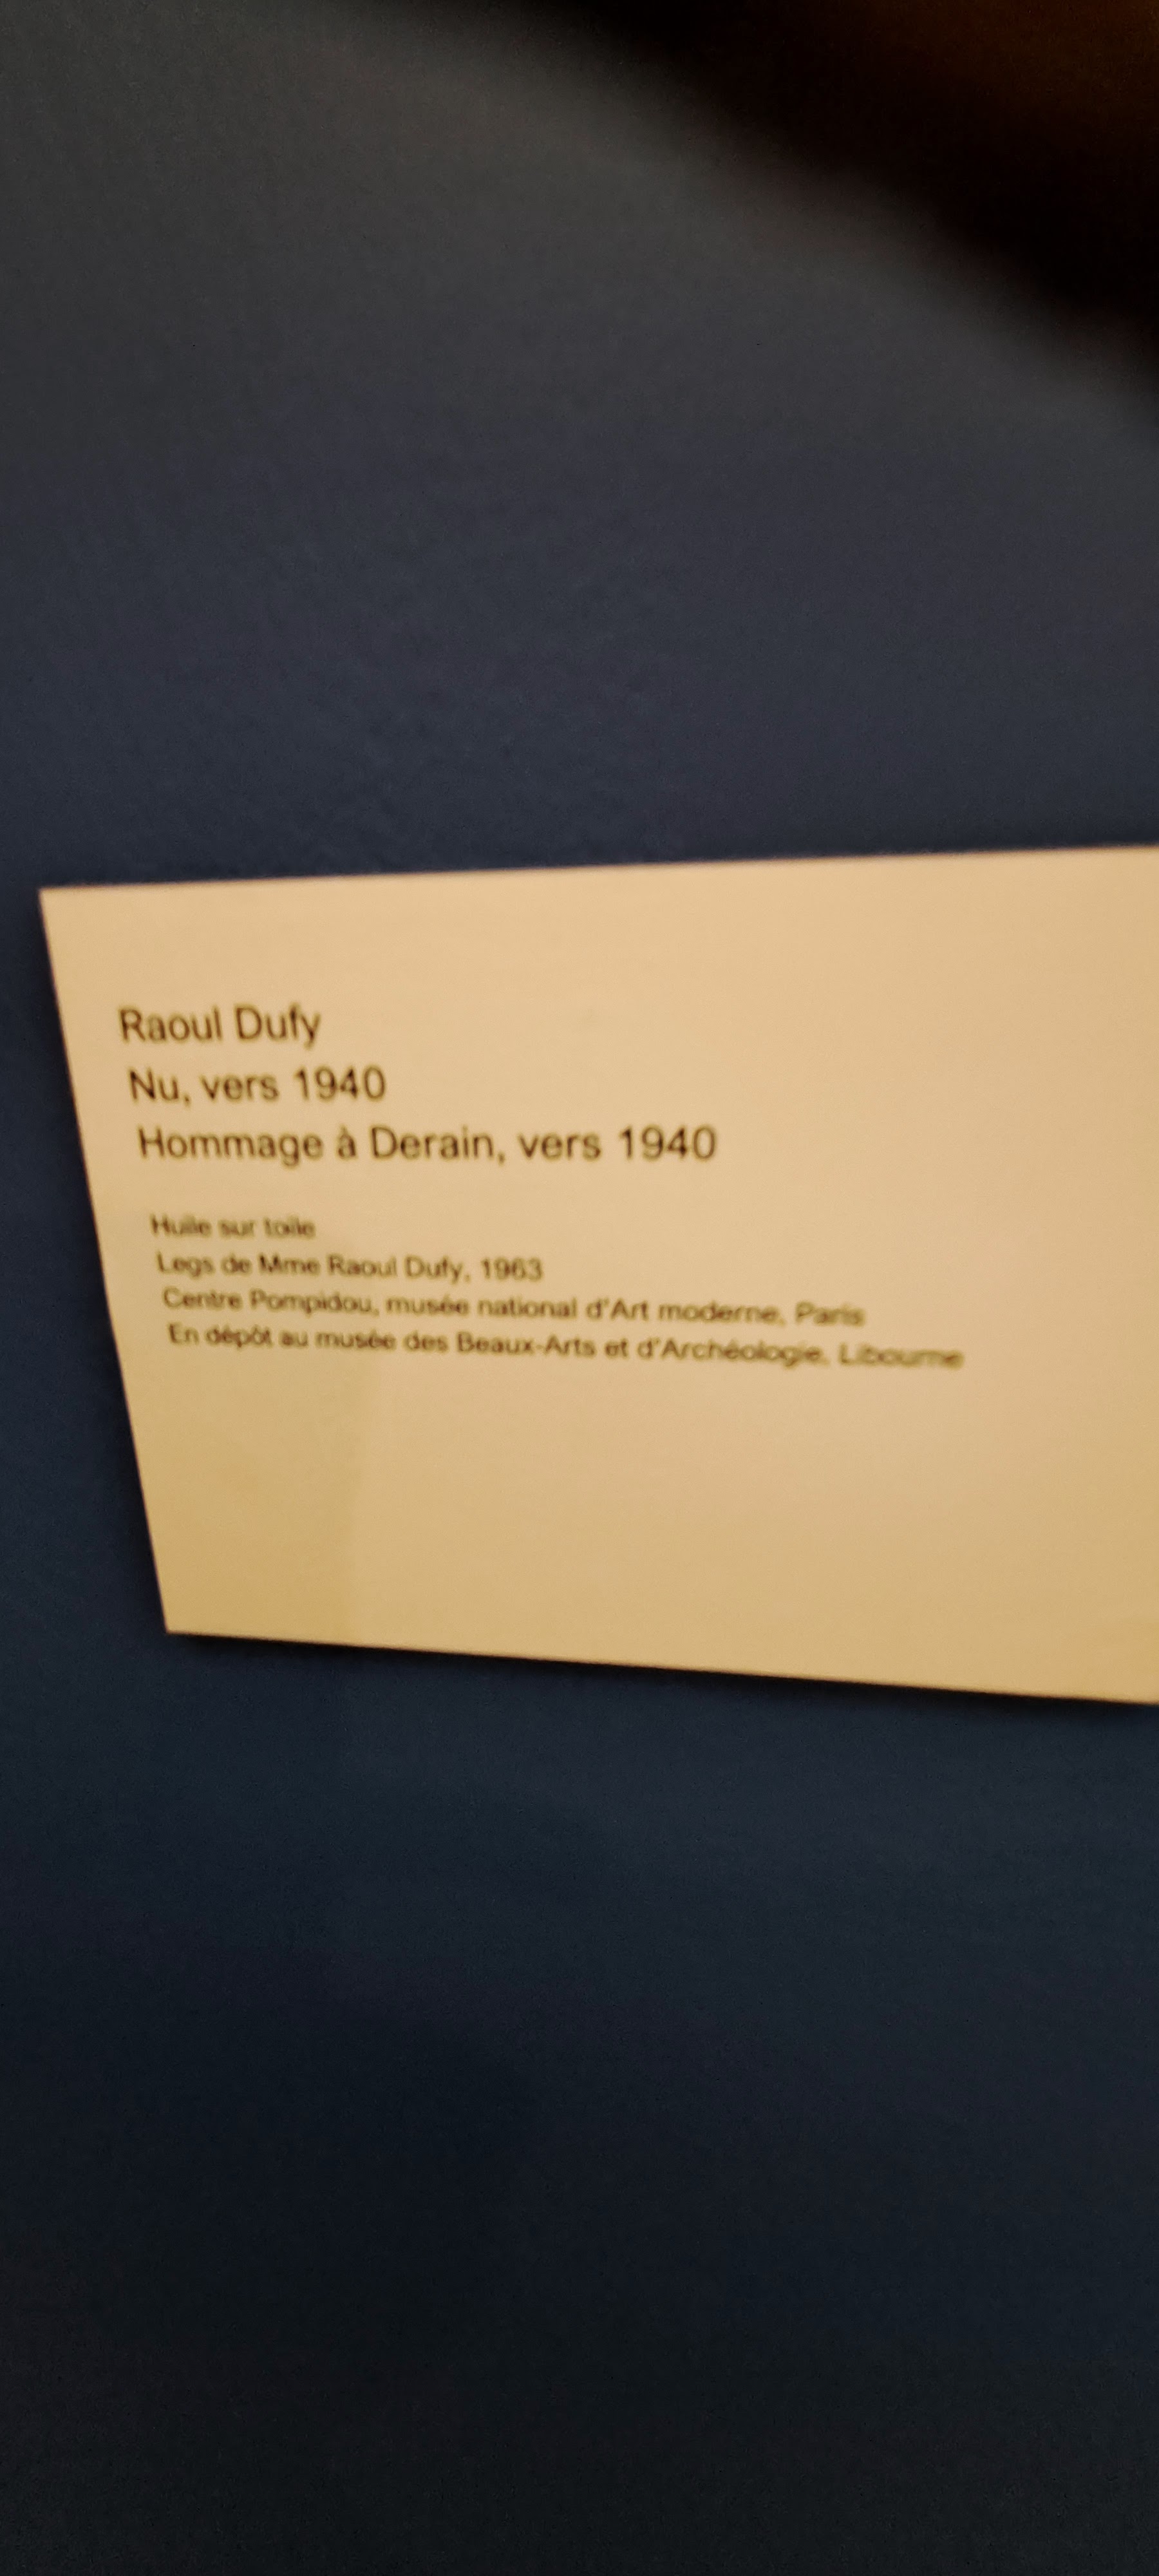 Raoul Dufy
Nu, vers 1940
Hommage à Derain, vers 1940
Huile sur toile
Legs de Mme Raoul Dufy, 1963
Centre Pompidou, musée national d'Art moderne, Paris
En dépôt au musée des Beaux-Arts et d'Archéologie, Libourne